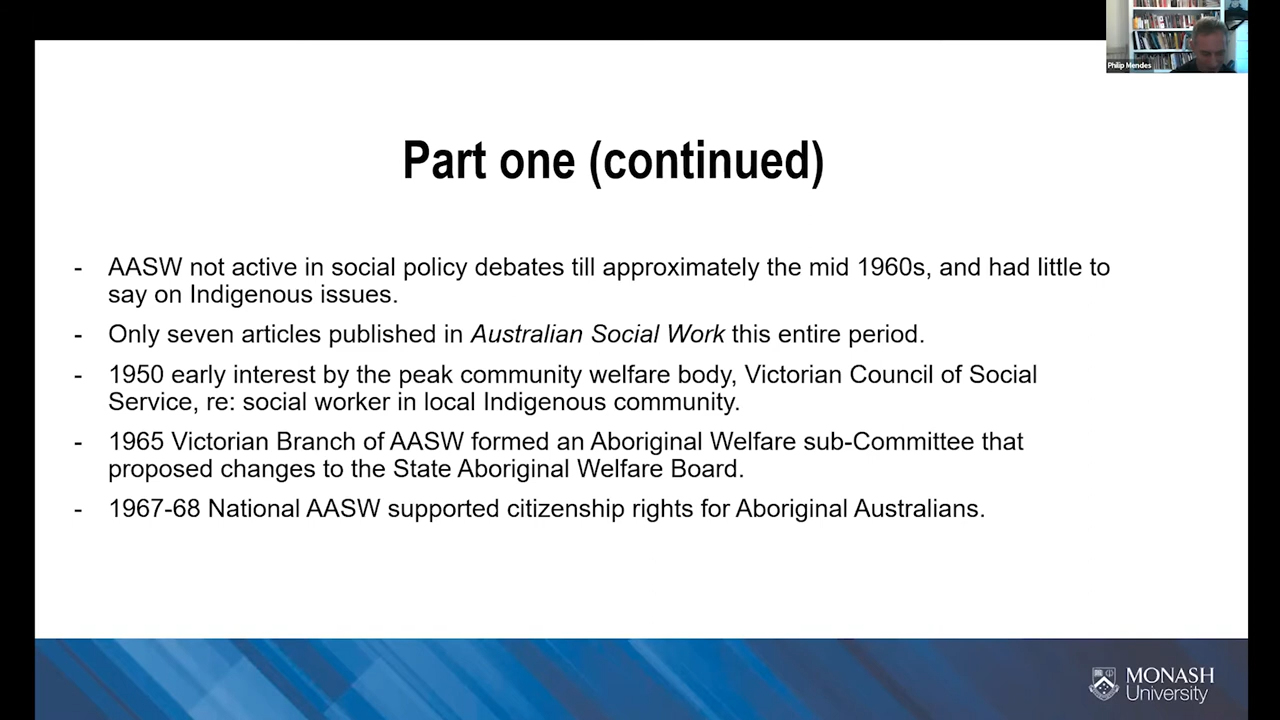 Philip Mendes
Part one (continued)
- AASW not active in social policy debates till approximately the mid 1960s, and had little to
say on Indigenous issues.
- Only seven articles published in Australian Social Work this entire period.
- 1950 early interest by the peak community welfare body, Victorian Council of Social
Service, re: social worker in local Indigenous community.
- 1965 Victorian Branch of AASW formed an Aboriginal Welfare sub-Committee that
proposed changes to the State Aboriginal Welfare Board.
- 1967-68 National AASW supported citizenship rights for Aboriginal Australians.
MONASH
University